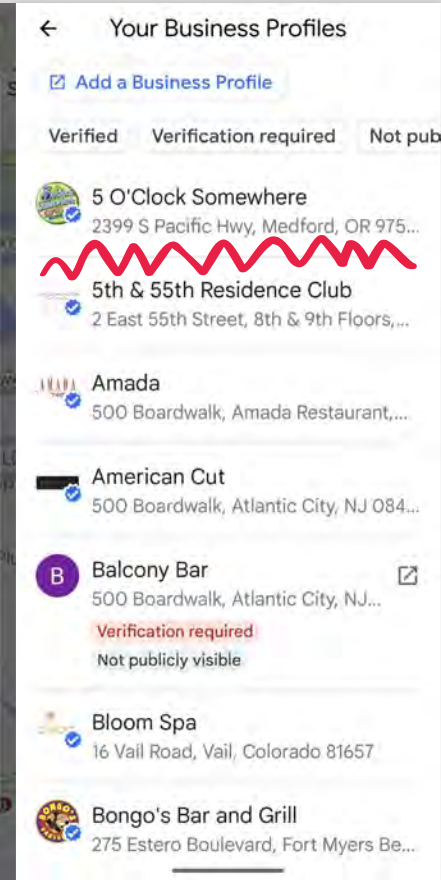 Your Business Profiles
Add a Business Profile
Verified Verification required Not pub
5 O'Clock Somewhere
2399 S Pacific Hwy, Medford, OR 975...
5th & 55th Residence Club
2 East 55th Street, 8th & 9th Floors,...
Amada
500 Boardwalk, Amada Restaurant,...
American Cut
500 Boardwalk, Atlantic City, NJ 084...
B
Balcony Bar
500 Boardwalk, Atlantic City, NJ...
Verification required
Not publicly visible
Bloom Spa
16 Vail Road, Vail, Colorado 81657
Bongo's Bar and Grill
275 Estero Boulevard, Fort Myers Be...